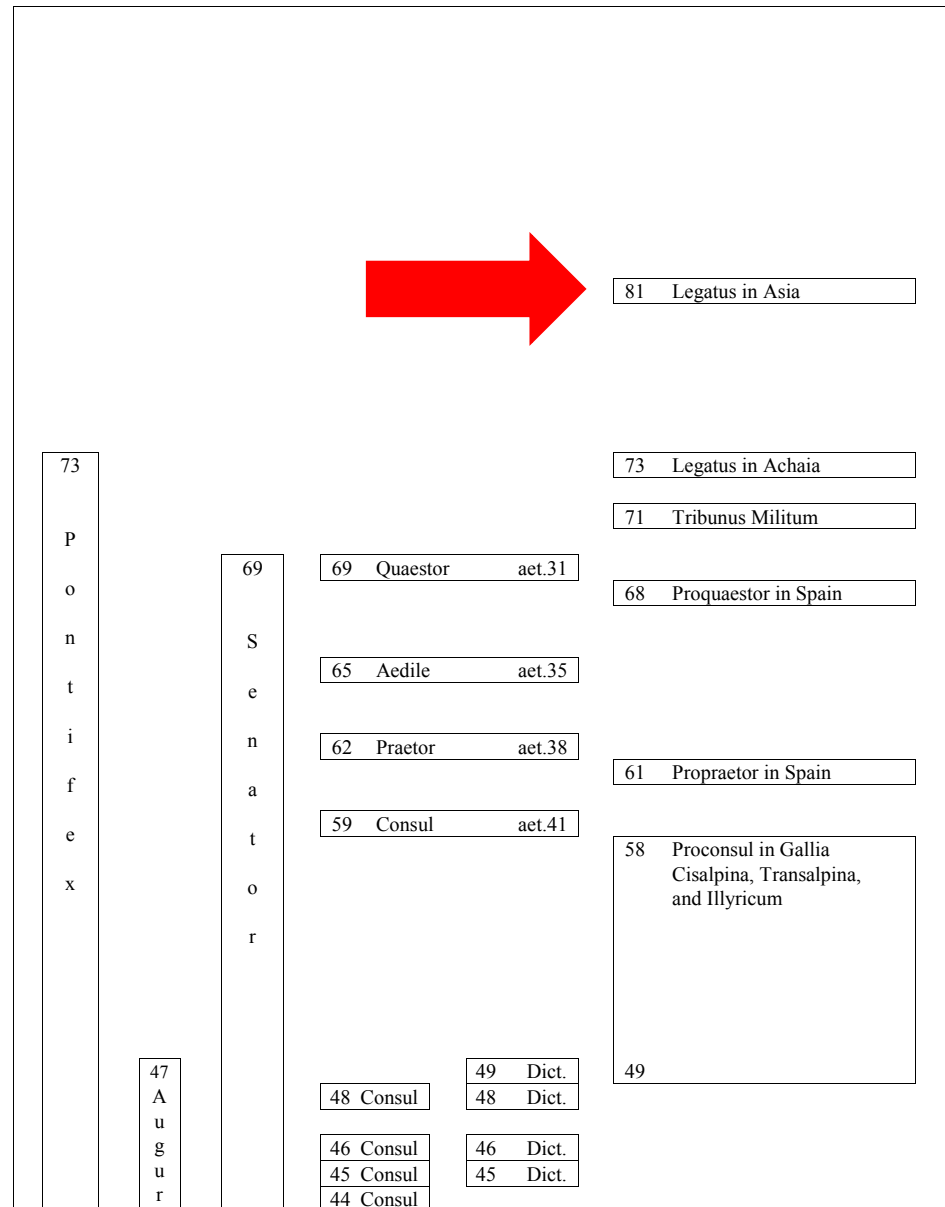 81 Legatus in Asia
73
P
o
n
t
i
f
e
x
73 Legatus in Achaia
71 Tribunus Militum
69
S
e
n
a
t
o
r
69 Quaestor aet.31
68 Proquaestor in Spain
65 Aedile aet.35
62 Praetor aet.38
61 Propraetor in Spain
59 Consul aet.41
58 Proconsul in Gallia
Cisalpina, Transalpina,
and Illyricum
49
47
A
u
g
u
r
49 Dict.
48 Consul
48 Dict.
46 Consul
46 Dict.
45 Consul
45 Dict.
44 Consul